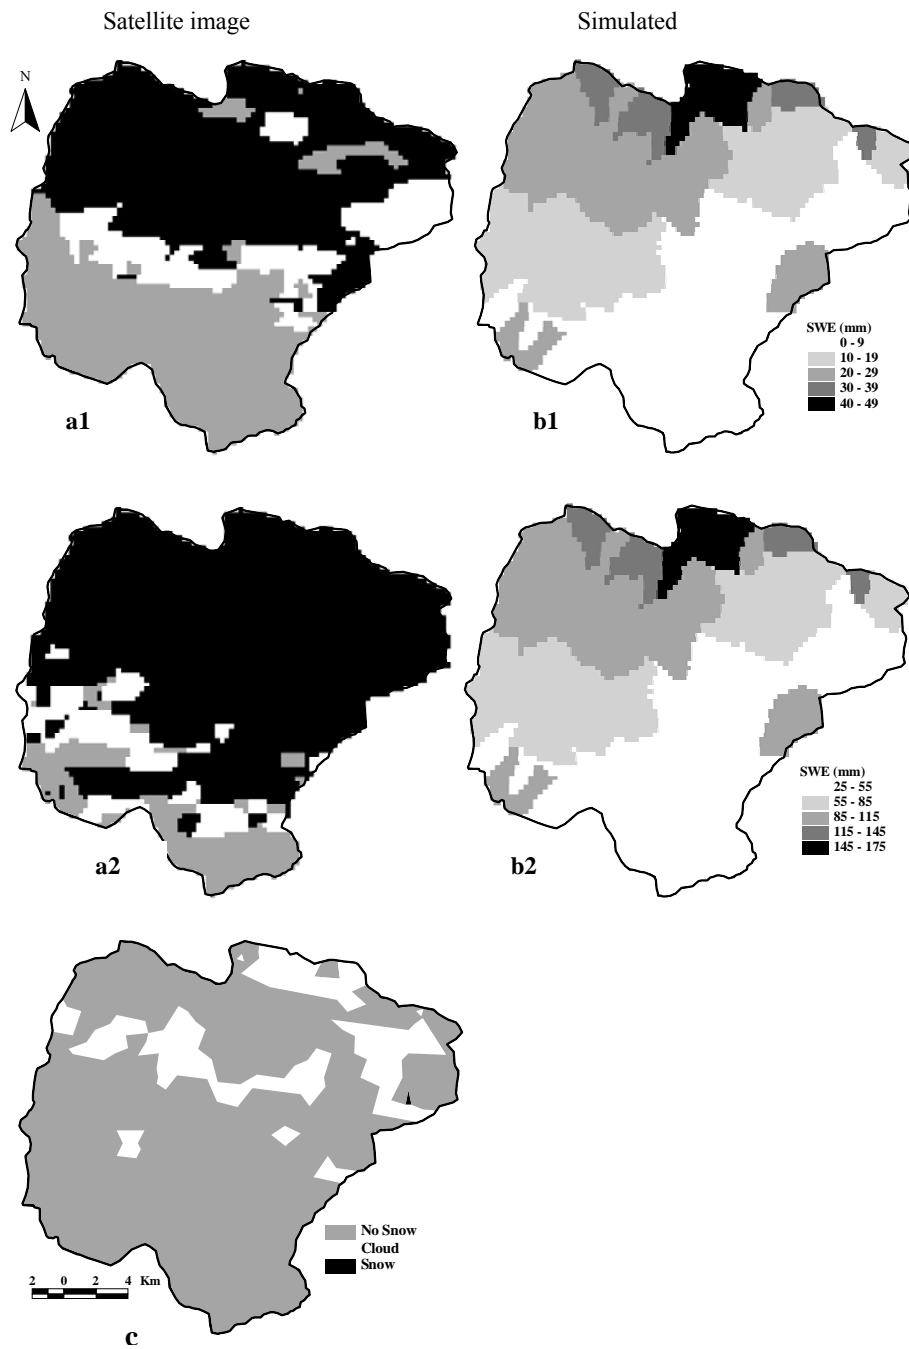 Satellite image
Simulated
N
SWE (mm)
0 - 9
10 - 19
20 - 29
30 - 39
40 - 49
a1
b1
SWE (mm)
25 - 55
55 - 85
85 - 115
115 - 145
145 - 175
a2
b2
No Snow
Cloud
Snow
2 0 2 4 Km
c